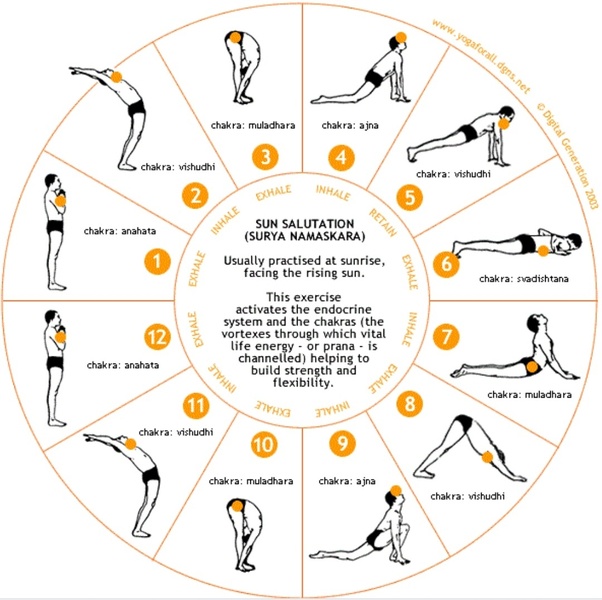 www.yogaforall.dgns.net
© Digital Generation 2003
SUN SALUTATION
(SURYA NAMASKARA)
Usually practised at sunrise,
facing the rising sun.
This exercise
activates the endocrine
system and the chakras (the
vortexes through which vital
life energy - or prana - is
channelled) helping to
build strength and
flexibility.
chakra: anahata
1
EXHALE
chakra: vishudhi
2
INHALE
chakra: muladhara
3
EXHALE
chakra: ajna
4
INHALE
chakra: vishudhi
5
RETAIN
chakra: svadishtana
6
EXHALE
chakra: muladhara
7
INHALE
chakra: vishudhi
8
EXHALE
chakra: ajna
9
INHALE
chakra: muladhara
10
EXHALE
chakra: vishudhi
11
INHALE
chakra: anahata
12
EXHALE